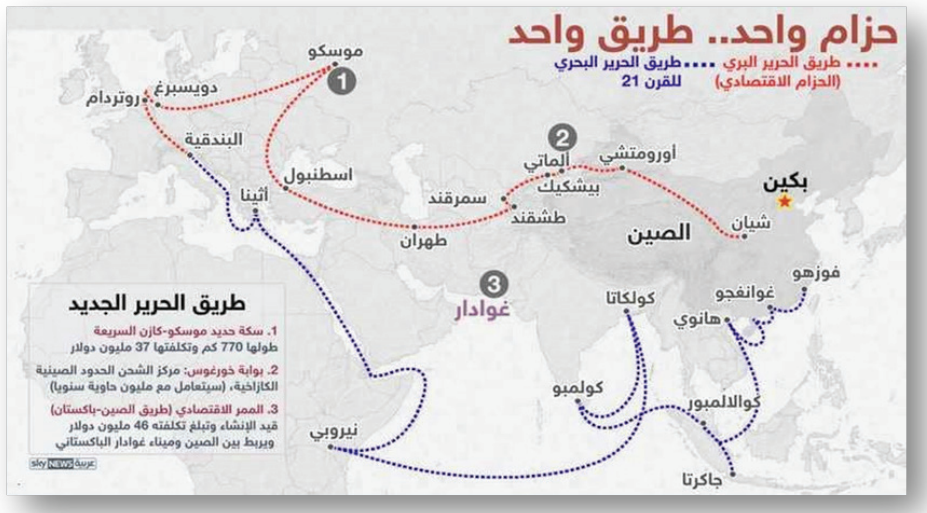 حزام واحد.. طريق واحد
طريق الحرير البري
(الحزام الاقتصادي)
طريق الحرير البحري
للقرن 21
موسكو
1
دويسبرغ
روتردام
البندقية
اسطنبول
أثينا
طهران
سمرقند
طشقند
2
ألماتي
بيشكيك
أورومتشي
بكين
شيان
الصين
3
غوادار
فوزهو
غوانغجو
هانوي
كولكاتا
كولمبو
كوالالمبور
جاكرتا
نيروبي
طريق الحرير الجديد
1. سكة حديد موسكو-كازن السريعة
طولها 770 كم وتكلفتها 37 مليون دولار
2. بوابة خورغوس: مركز الشحن الحدود الصينية
الكازاخية، (سيتعامل مع مليون حاوية سنويا)
3. الممر الاقتصادي (طريق الصين-باكستان)
قيد الإنشاء وتبلغ تكلفته 46 مليون دولار
ويربط بين الصين وميناء غوادار الباكستاني
sky NEWS عربية